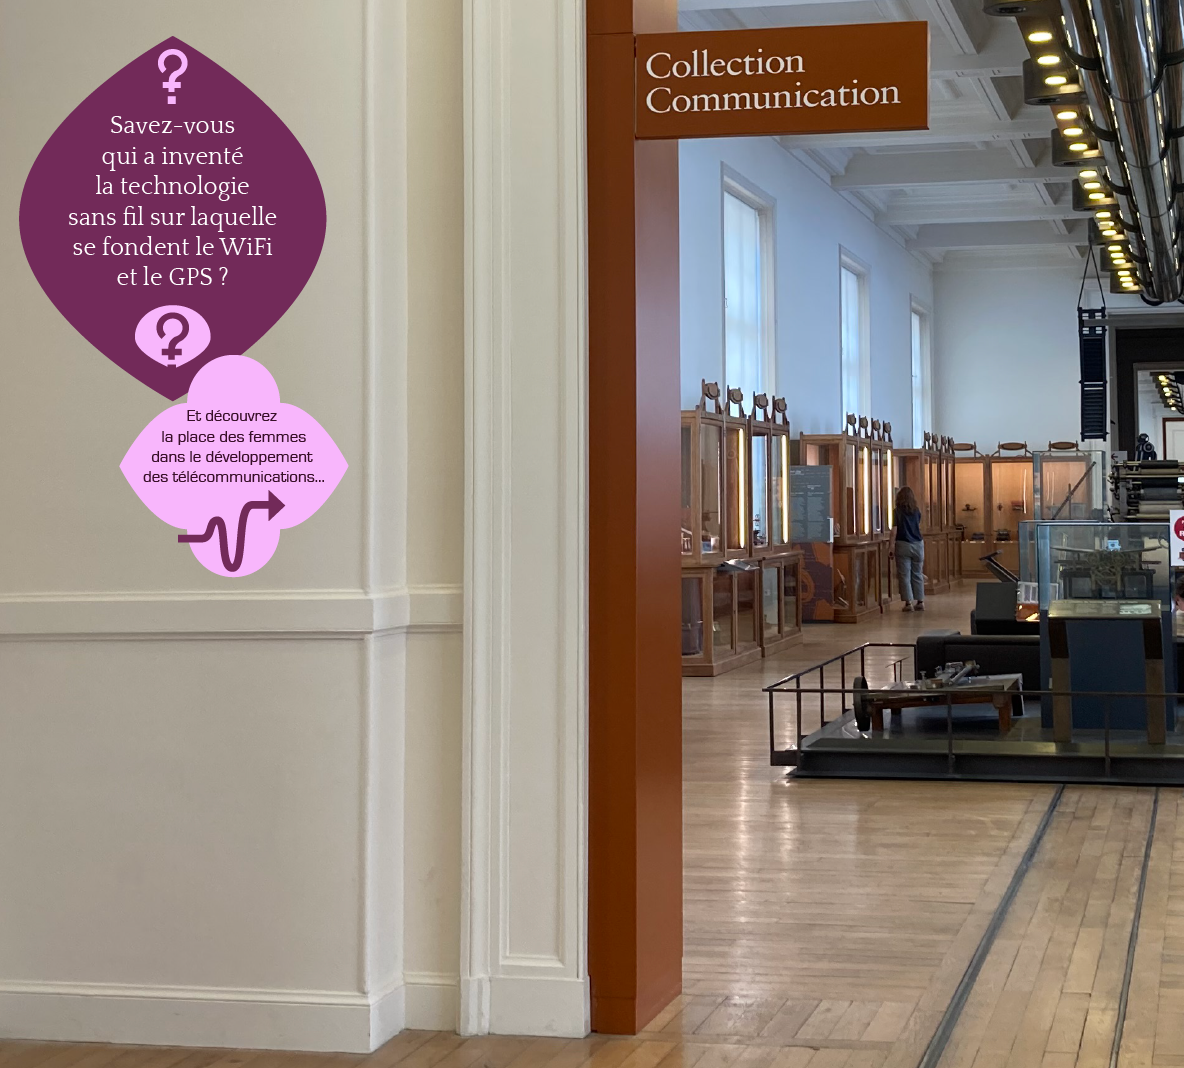 Savez-vous
qui a inventé
la technologie
sans fil sur laquelle
se fondent le WiFi
et le GPS ?
Et découvrez
la place des femmes
dans le développement
des télécommunications...
Collection
Communication